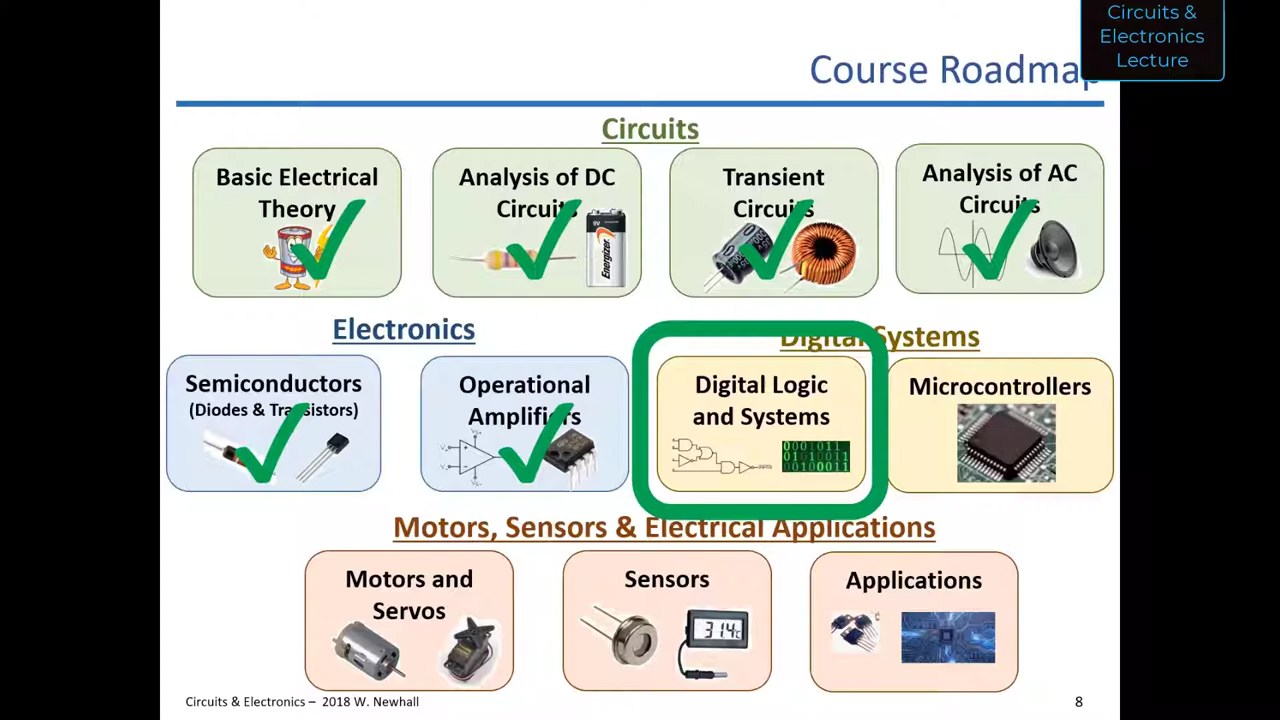 Circuits &
Electronics
Lecture
Course Roadmap
Circuits
Basic Electrical
Theory
Analysis of DC
Circuits
Energizer
9V
Transient
Circuits
Analysis of AC
Circuits
Electronics
Digital Systems
Semiconductors
(Diodes & Transistors)
Operational
Amplifiers
Digital Logic
and Systems
Microcontrollers
Motors, Sensors & Electrical Applications
Motors and
Servos
Sensors
Applications
Circuits & Electronics – 2018 W. Newhall
8